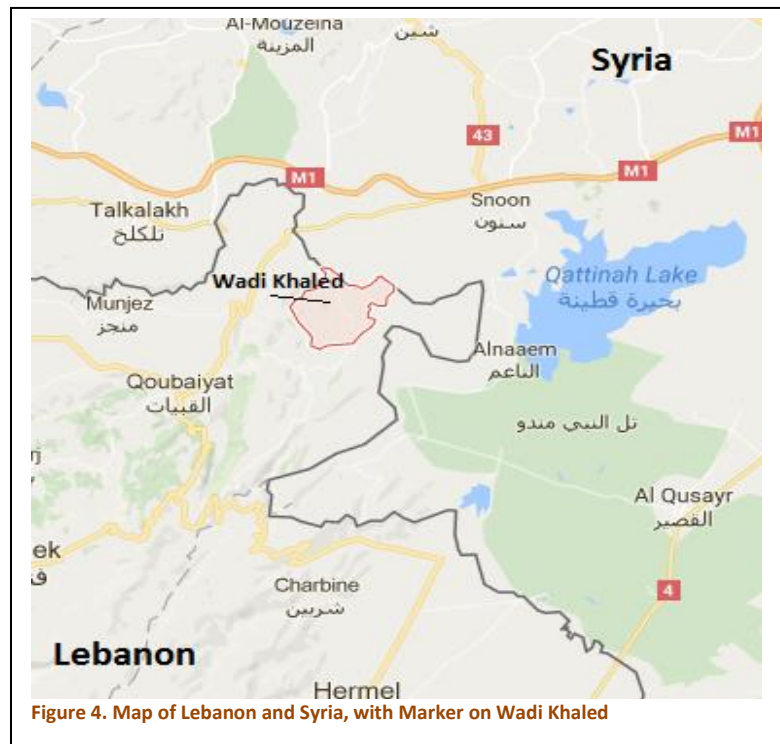 Al-Mouzeina
المزينة
شين
Syria
43
M1
M1
M1
Talkalakh
تلكلخ
Snoon
سنون
Wadi Khaled
Qattinah Lake
بحيرة قطينة
Munjez
منجز
Alnaaem
الناعم
Qoubaiyat
القبيات
تل النبي مندو
Al Qusayr
القصير
ek
4
Charbine
شربين
Lebanon
Hermel
Figure 4. Map of Lebanon and Syria, with Marker on Wadi Khaled